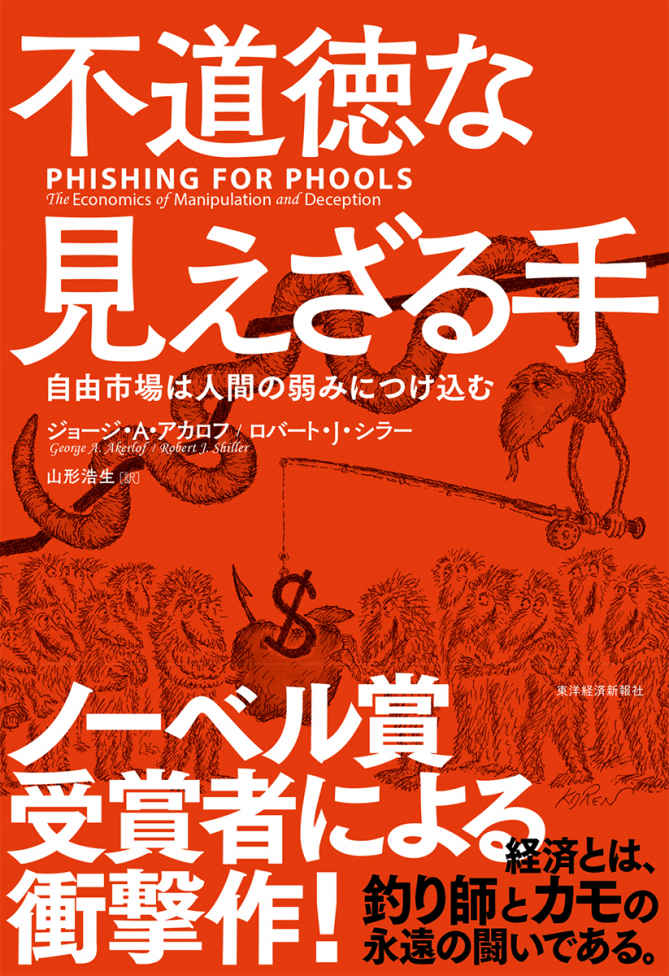 不道徳な
PHISHING FOR PHOOLS
The Economics of Manipulation and Deception
見えざる手
自由市場は人間の弱みにつけ込む
ジョージ・A・アカロフ / ロバート・J・シラー
George A. Akerlof / Robert J. Shiller
山形浩生[訳]
$
東洋経済新報社
KOREN
ノーベル賞
受賞者による
衝撃作!
経済とは、
釣り師とカモの
永遠の闘いである。